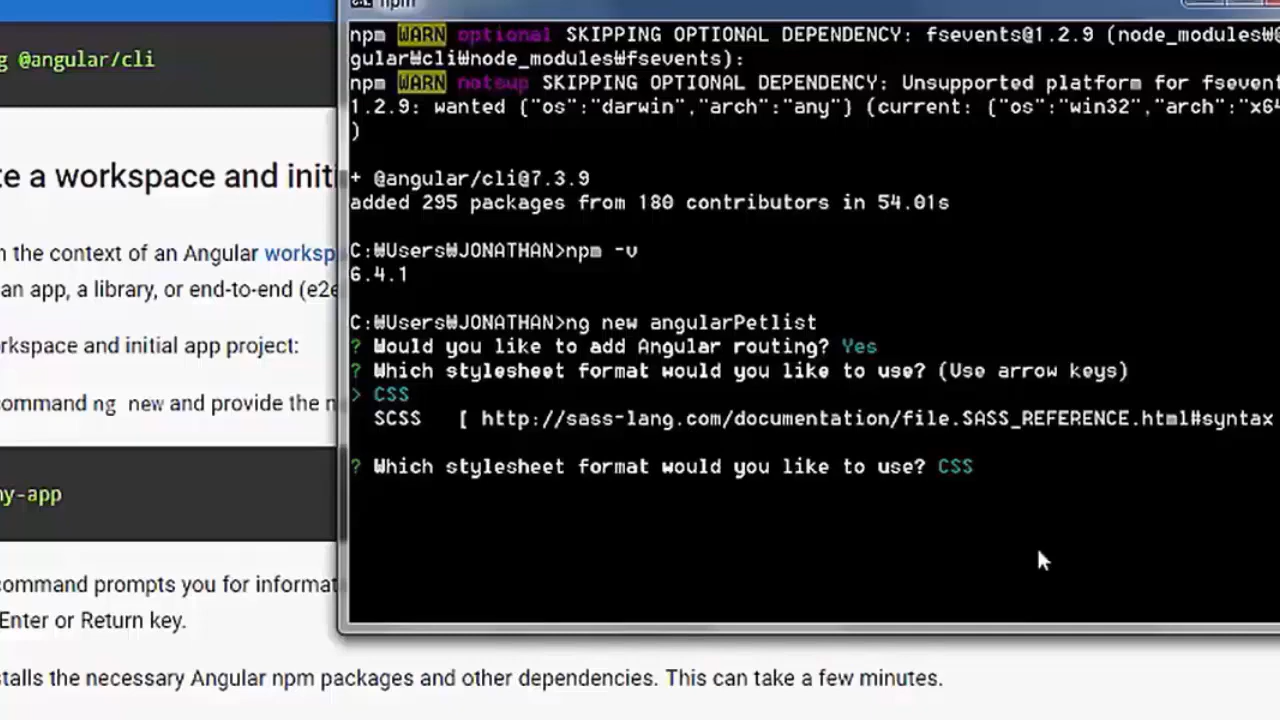 npm
g @angular/cli
te a workspace and initi
n the context of an Angular worksp
an app, a library, or end-to-end (e2e
rkspace and initial app project:
command ng new and provide the n
ny-app
command prompts you for informat
Enter or Return key.
stalls the necessary Angular npm packages and other dependencies. This can take a few minutes.
npm WARN optional SKIPPING OPTIONAL DEPENDENCY: fsevents@1.2.9 (node_modules₩@
gular₩cli₩node_modules₩fsevents):
npm WARN notsup SKIPPING OPTIONAL DEPENDENCY: Unsupported platform for fsevent
1.2.9: wanted {"os":"darwin","arch":"any"} (current: {"os":"win32","arch":"x64
)
+ @angular/cli@7.3.9
added 295 packages from 180 contributors in 54.01s
C:₩Users₩JONATHAN>npm -v
6.4.1
C:₩Users₩JONATHAN>ng new angularPetlist
? Would you like to add Angular routing? Yes
? Which stylesheet format would you like to use? (Use arrow keys)
> CSS
SCSS [ http://sass-lang.com/documentation/file.SASS_REFERENCE.html#syntax
? Which stylesheet format would you like to use? CSS